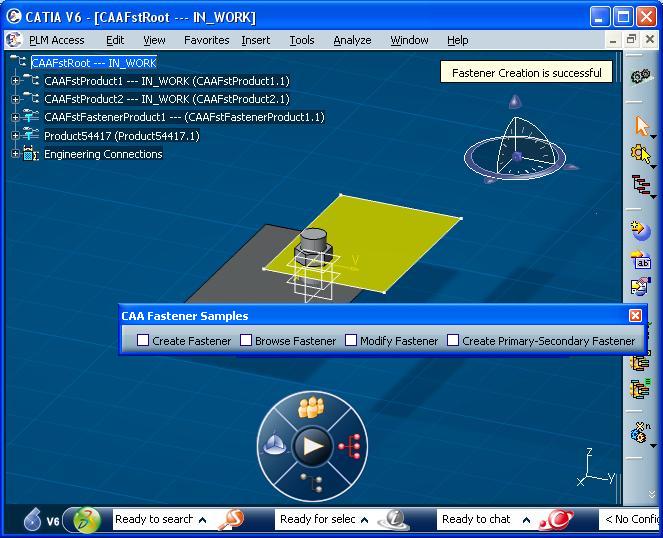 CATIA V6 - [CAAFstRoot --- IN_WORK]
PLM Access Edit View Favorites Insert Tools Analyze Window Help
CAAFstRoot --- IN_WORK
Fastener Creation is successful
CAAFstProduct1 --- IN_WORK (CAAFstProduct1.1)
CAAFstProduct2 --- IN_WORK (CAAFstProduct2.1)
CAAFstFastenerProduct1 --- (CAAFstFastenerProduct1.1)
Product54417 (Product54417.1)
Engineering Connections
ab
V
CAA Fastener Samples
Create Fastener Browse Fastener Modify Fastener Create Primary-Secondary Fastener
n
z
x y
V6 Ready to search Ready for selec Ready to chat < No Config